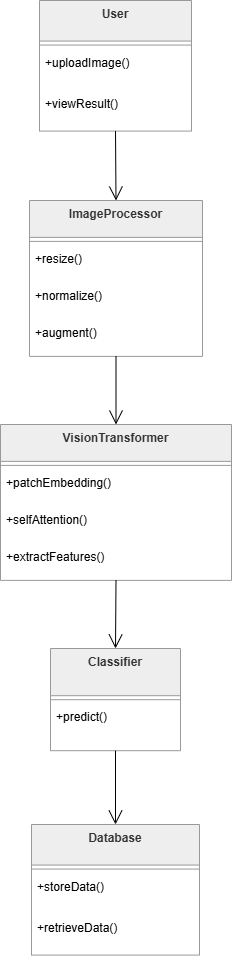 User
+uploadImage()
+viewResult()
ImageProcessor
+resize()
+normalize()
+augment()
VisionTransformer
+patchEmbedding()
+selfAttention()
+extractFeatures()
Classifier
+predict()
Database
+storeData()
+retrieveData()